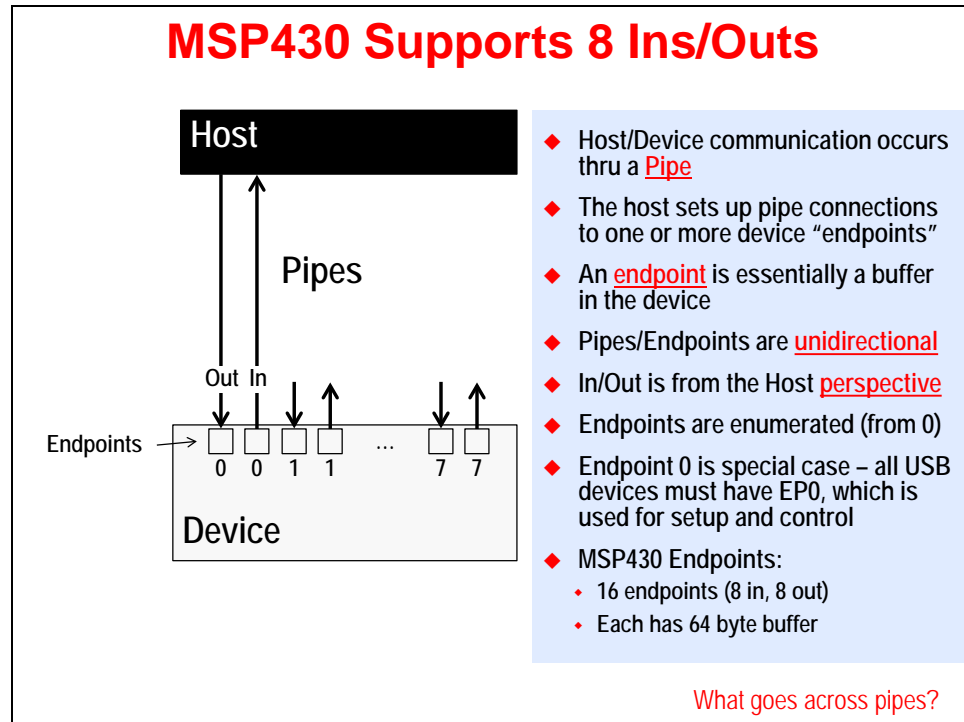 MSP430 Supports 8 Ins/Outs
Host
Pipes
Out In
Endpoints
0 0 1 1 ... 7 7
Device
Host/Device communication occurs
thru a Pipe
The host sets up pipe connections
to one or more device “endpoints”
An endpoint is essentially a buffer
in the device
Pipes/Endpoints are unidirectional
In/Out is from the Host perspective
Endpoints are enumerated (from 0)
Endpoint 0 is special case – all USB
devices must have EP0, which is
used for setup and control
MSP430 Endpoints:
16 endpoints (8 in, 8 out)
Each has 64 byte buffer
What goes across pipes?